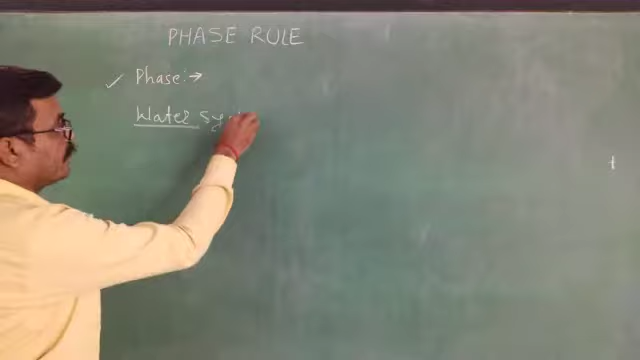 PHASE RULE
✓ Phase:→
Water
t